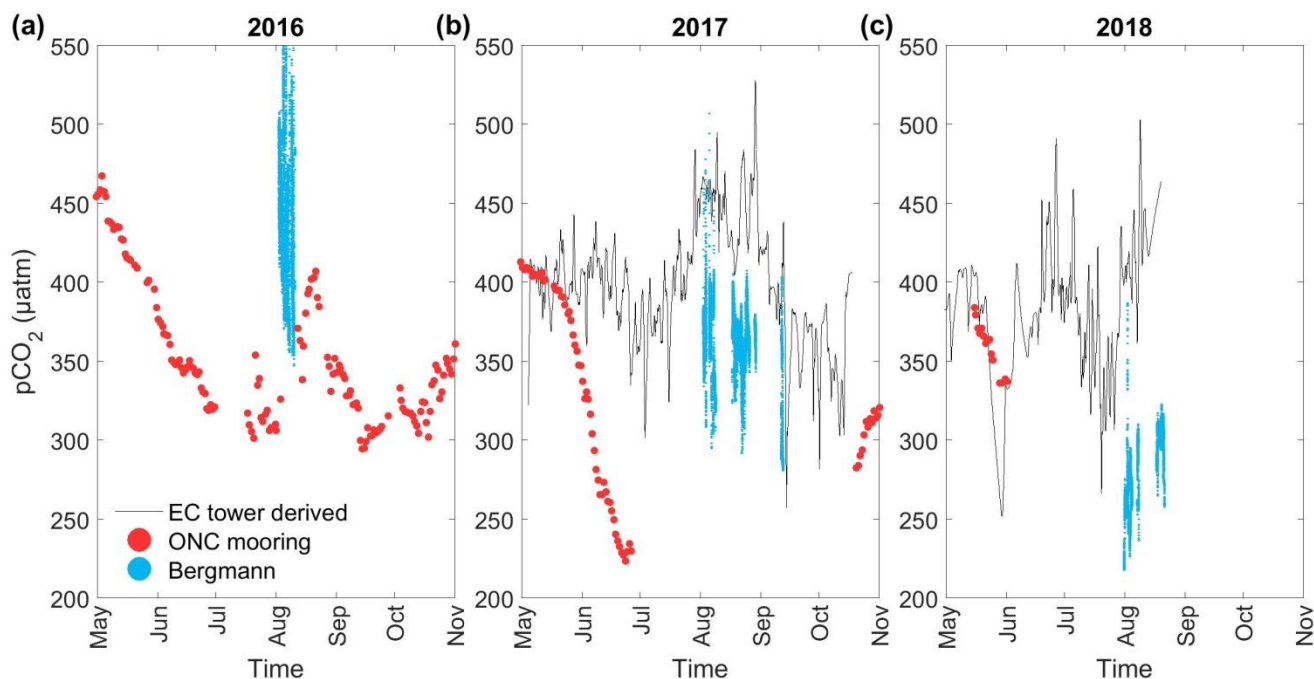 (a) 2016 (b) 2017 (c) 2018
pCO2 (µatm)
550
500
450
400
350
300
250
200
EC tower derived
ONC mooring
Bergmann
May Jun Jul Aug Sep Oct Nov
Time
550
500
450
400
350
300
250
200
May Jun Jul Aug Sep Oct Nov
Time
550
500
450
400
350
300
250
200
May Jun Jul Aug Sep Oct Nov
Time